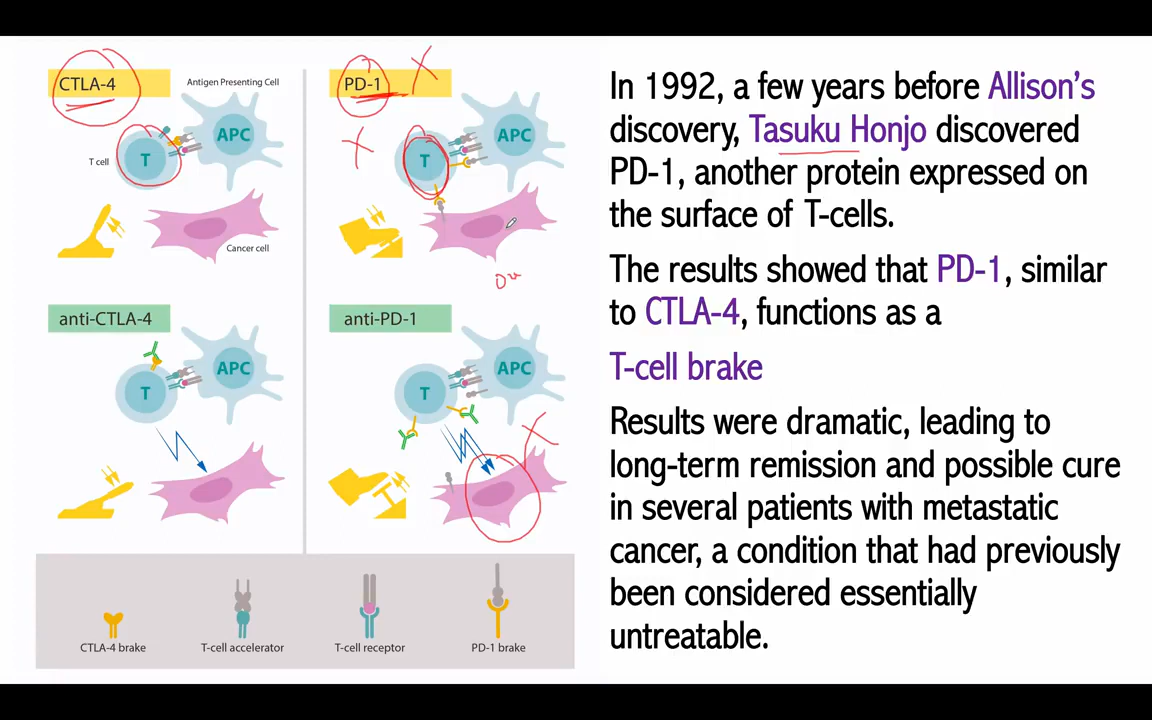 CTLA-4
Antigen Presenting Cell
APC
T
T cell
Cancer cell
PD-1
APC
T
anti-CTLA-4
APC
T
anti-PD-1
APC
T
CTLA-4 brake
T-cell accelerator
T-cell receptor
PD-1 brake
In 1992, a few years before Allison's
discovery, Tasuku Honjo discovered
PD-1, another protein expressed on
the surface of T-cells.
The results showed that PD-1, similar
to CTLA-4, functions as a
T-cell brake
Results were dramatic, leading to
long-term remission and possible cure
in several patients with metastatic
cancer, a condition that had previously
been considered essentially
untreatable.